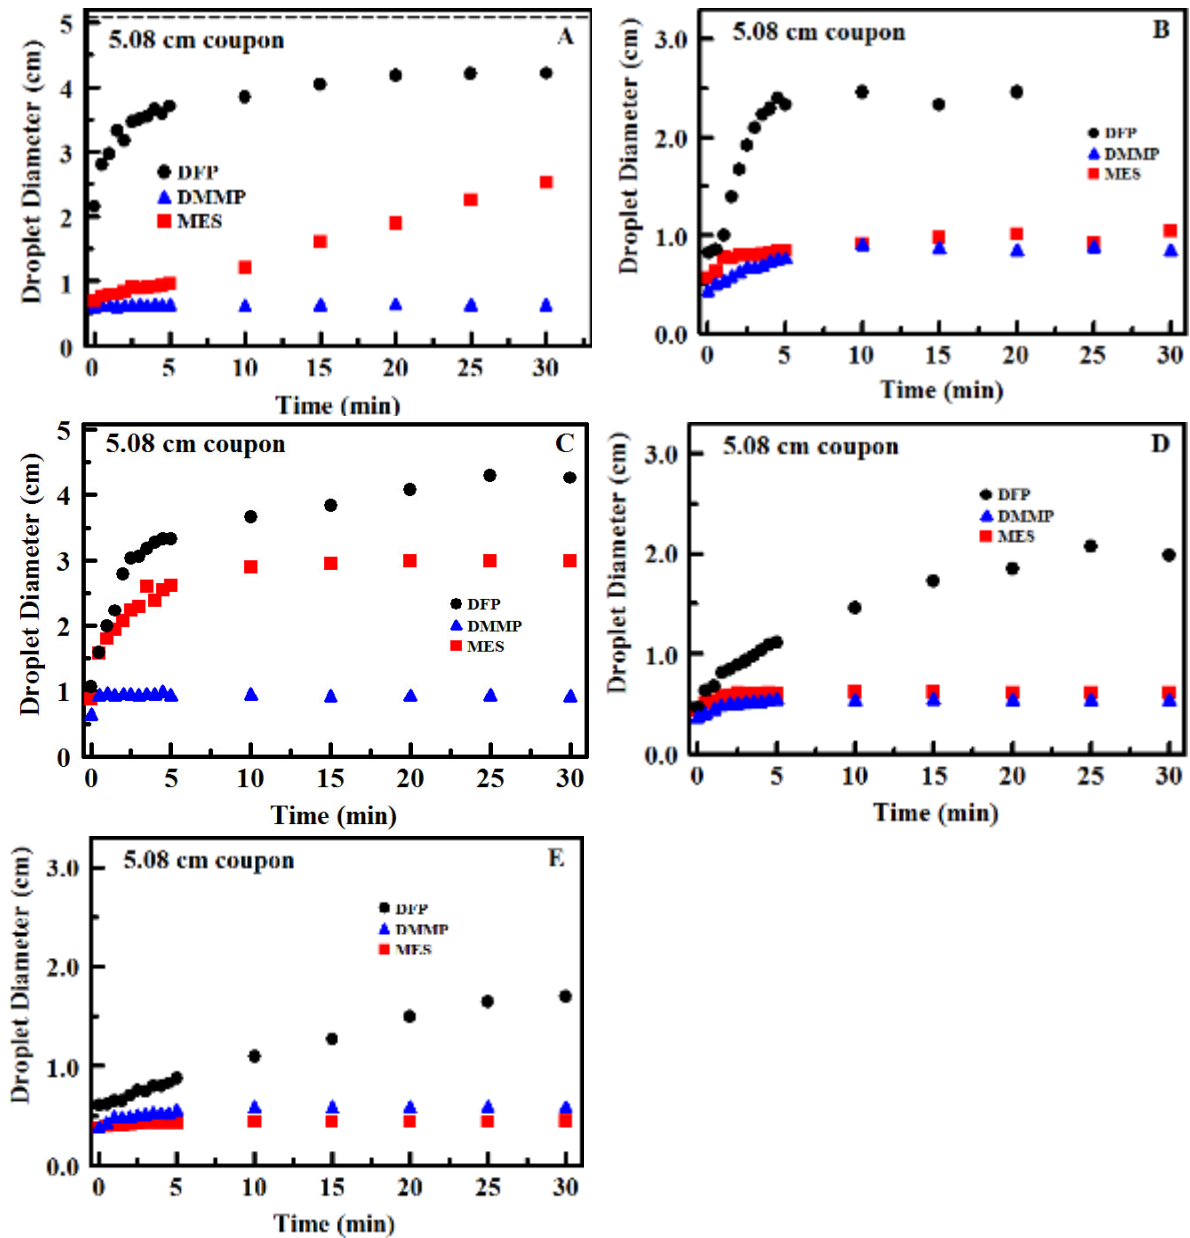 5.08 cm coupon
A
Droplet Diameter (cm)
5
4
3
2
1
0
DFP
DMMP
MES
0 5 10 15 20 25 30
Time (min)
5.08 cm coupon
B
Droplet Diameter (cm)
3.0
2.0
1.0
0.0
DFP
DMMP
MES
0 5 10 15 20 25 30
Time (min)
5.08 cm coupon
C
Droplet Diameter (cm)
5
4
3
2
1
0
DFP
DMMP
MES
0 5 10 15 20 25 30
Time (min)
5.08 cm coupon
D
Droplet Diameter (cm)
3.0
2.0
1.0
0.0
DFP
DMMP
MES
0 5 10 15 20 25 30
Time (min)
5.08 cm coupon
E
Droplet Diameter (cm)
3.0
2.0
1.0
0.0
DFP
DMMP
MES
0 5 10 15 20 25 30
Time (min)